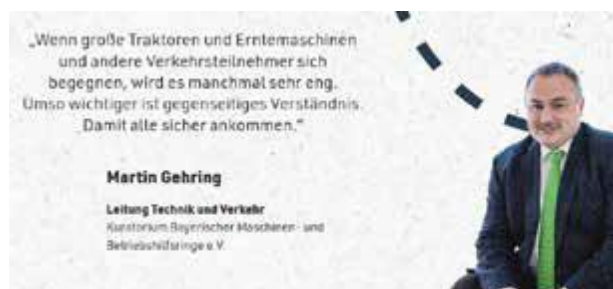 „Wenn große Traktoren und Erntemaschinen
und andere Verkehrsteilnehmer sich
begegnen, wird es manchmal sehr eng.
Umso wichtiger ist gegenseitiges Verständnis.
Damit alle sicher ankommen.“
Martin Gehring
Leitung Technik und Verkehr
Kuratorium Bayerischer Maschinen- und
Betriebshilfsringe e.V.